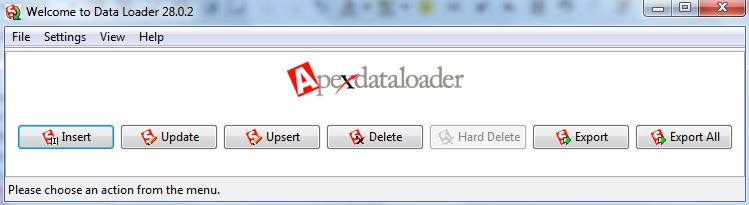 Welcome to Data Loader 28.0.2
File Settings View Help
Apexdataloader
Insert Update Upsert Delete Hard Delete Export Export All
Please choose an action from the menu.